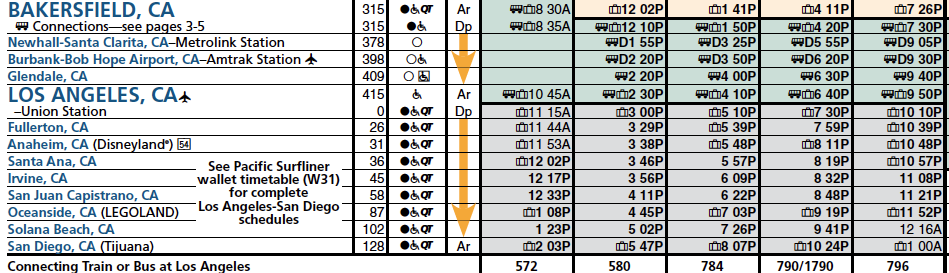 BAKERSFIELD, CA 315 Ar 8 30A 12 02P 1 41P 4 11P 7 26P
Connections—see pages 3-5 315 Dp 8 35A 12 10P 1 50P 4 20P 7 30P
Newhall-Santa Clarita, CA–Metrolink Station 378 D1 55P D3 25P D5 55P D9 05P
Burbank-Bob Hope Airport, CA–Amtrak Station 398 D2 20P D3 50P D6 20P D9 30P
Glendale, CA 409 2 20P 4 00P 6 30P 9 40P
LOS ANGELES, CA 415 Ar 10 45A 2 30P 4 10P 6 40P 9 50P
–Union Station 0 QT Dp 11 15A 3 00P 5 10P 7 30P 10 10P
Fullerton, CA 26 QT 11 44A 3 29P 5 39P 7 59P 10 39P
Anaheim, CA (Disneyland®) 54 31 QT 11 53A 3 38P 5 48P 8 11P 10 48P
Santa Ana, CA See Pacific Surfliner 36 QT 12 02P 3 46P 5 57P 8 19P 10 57P
Irvine, CA wallet timetable (W31) 45 QT 12 17P 3 56P 6 09P 8 32P 11 08P
San Juan Capistrano, CA for complete 58 QT 12 33P 4 11P 6 22P 8 48P 11 21P
Oceanside, CA (LEGOLAND) Los Angeles-San Diego 87 QT 1 08P 4 45P 7 03P 9 19P 11 52P
Solana Beach, CA schedules 102 QT 1 23P 5 02P 7 26P 9 41P 12 16A
San Diego, CA (Tijuana) 128 QT Ar 2 03P 5 47P 8 07P 10 24P 1 00A
Connecting Train or Bus at Los Angeles 572 580 784 790/1790 796